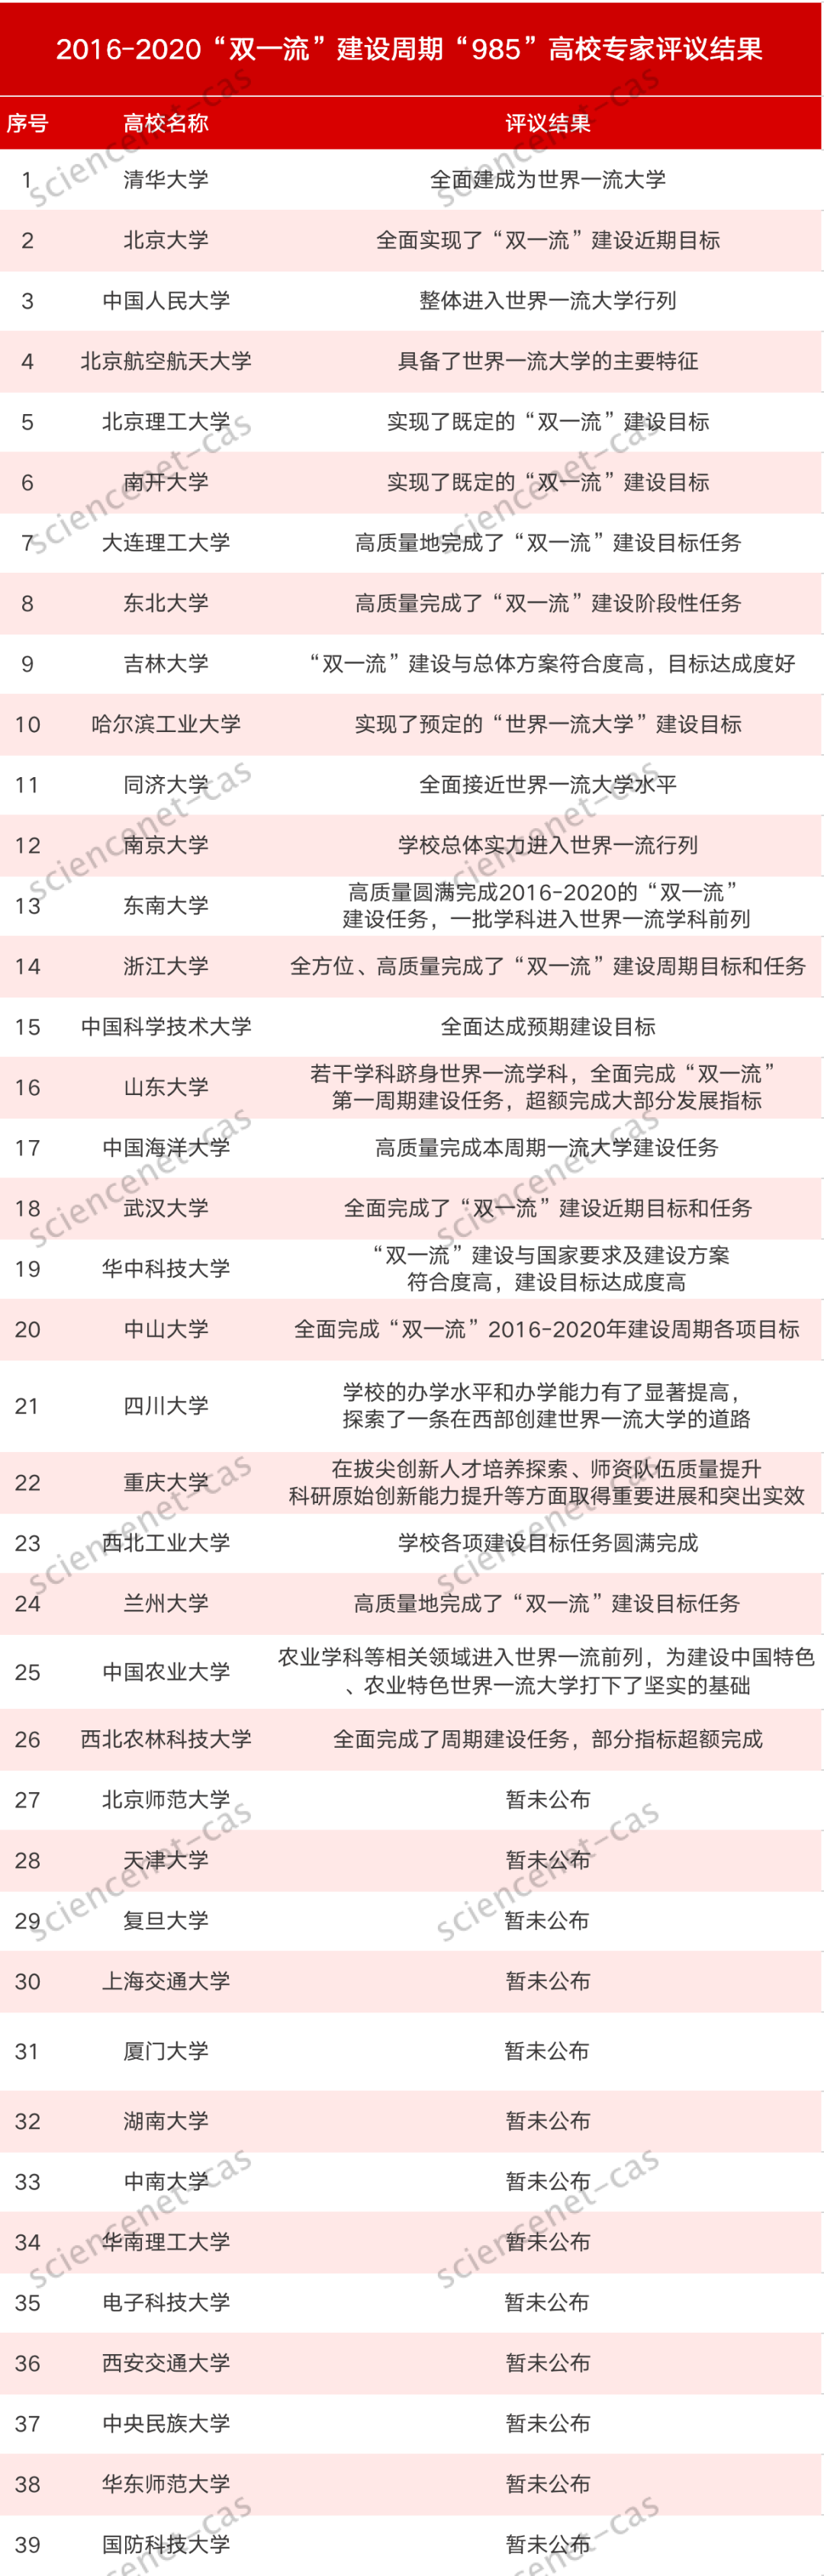 2016-2020“双一流”建设周期“985”高校专家评议结果
序号 高校名称 评议结果
1 清华大学 全面建成为世界一流大学
2 北京大学 全面实现了“双一流”建设近期目标
3 中国人民大学 整体进入世界一流大学行列
4 北京航空航天大学 具备了世界一流大学的主要特征
5 北京理工大学 实现了既定的“双一流”建设目标
6 南开大学 实现了既定的“双一流”建设目标
7 大连理工大学 高质量地完成了“双一流”建设目标任务
8 东北大学 高质量完成了“双一流”建设阶段性任务
9 吉林大学 “双一流”建设与总体方案符合度高，目标达成度好
10 哈尔滨工业大学 实现了预定的“世界一流大学”建设目标
11 同济大学 全面接近世界一流大学水平
12 南京大学 学校总体实力进入世界一流行列
13 东南大学 高质量圆满完成2016-2020的“双一流”
建设任务，一批学科进入世界一流学科前列
14 浙江大学 全方位、高质量完成了“双一流”建设周期目标和任务
15 中国科学技术大学 全面达成预期建设目标
16 山东大学 若干学科跻身世界一流学科，全面完成“双一流”
第一周期建设任务，超额完成大部分发展指标
17 中国海洋大学 高质量完成本周期一流大学建设任务
18 武汉大学 全面完成了“双一流”建设近期目标和任务
19 华中科技大学 “双一流”建设与国家要求及建设方案
符合度高，建设目标达成度高
20 中山大学 全面完成“双一流”2016-2020年建设周期各项目标
21 四川大学 学校的办学水平和办学能力有了显著提高，
探索了一条在西部创建世界一流大学的道路
22 重庆大学 在拔尖创新人才培养探索、师资队伍质量提升
科研原始创新能力提升等方面取得重要进展和突出实效
23 西北工业大学 学校各项建设目标任务圆满完成
24 兰州大学 高质量地完成了“双一流”建设目标任务
25 中国农业大学 农业学科等相关领域进入世界一流前列，为建设中国特色
、农业特色世界一流大学打下了坚实的基础
26 西北农林科技大学 全面完成了周期建设任务，部分指标超额完成
27 北京师范大学 暂未公布
28 天津大学 暂未公布
29 复旦大学 暂未公布
30 上海交通大学 暂未公布
31 厦门大学 暂未公布
32 湖南大学 暂未公布
33 中南大学 暂未公布
34 华南理工大学 暂未公布
35 电子科技大学 暂未公布
36 西安交通大学 暂未公布
37 中央民族大学 暂未公布
38 华东师范大学 暂未公布
39 国防科技大学 暂未公布
sciencenet-cas
sciencenet-cas
sciencenet-cas
sciencenet-cas
sciencenet-cas
sciencenet-cas
sciencenet-cas
sciencenet-cas
sciencenet-cas
sciencenet-cas
sciencenet-cas
sciencenet-cas
sciencenet-cas
sciencenet-cas
enet-cas
enet-cas